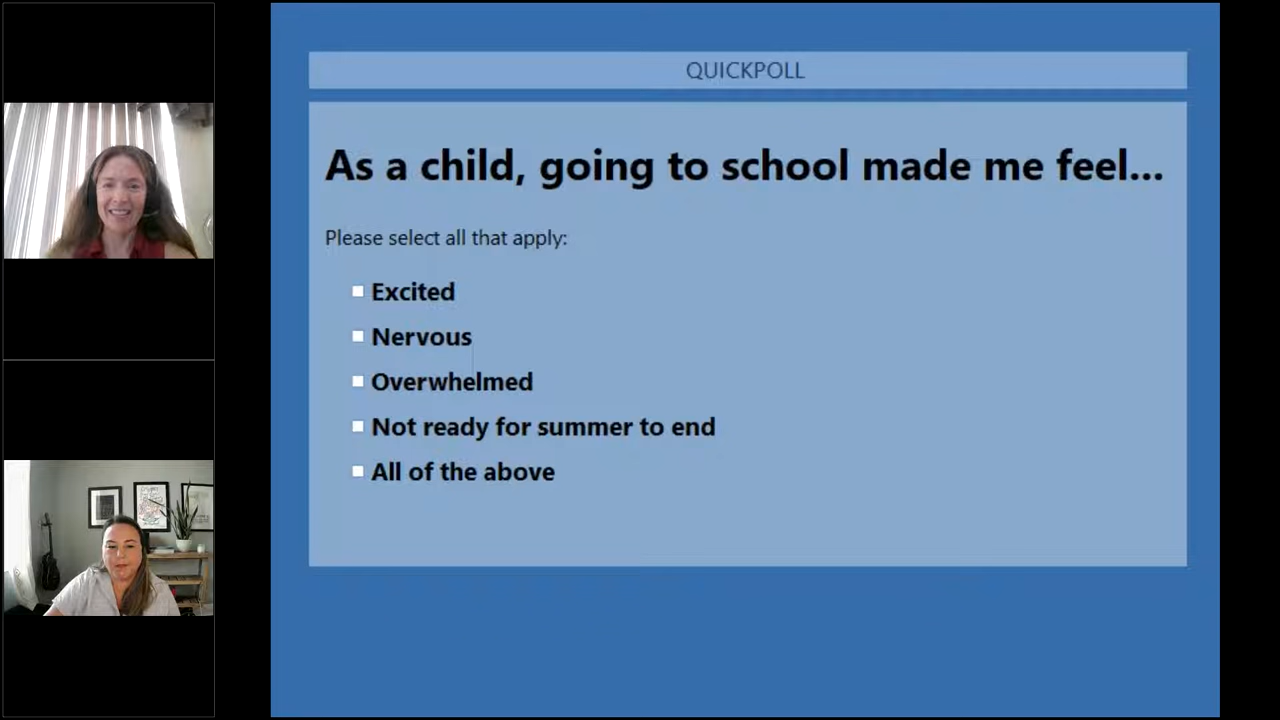 QUICKPOLL
As a child, going to school made me feel...
Please select all that apply:
Excited
Nervous
Overwhelmed
Not ready for summer to end
All of the above